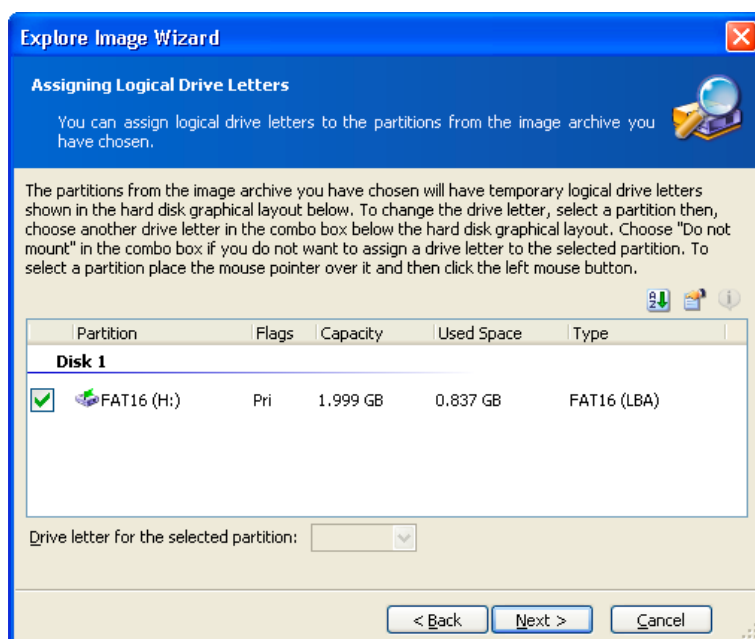 Explore Image Wizard
Assigning Logical Drive Letters
You can assign logical drive letters to the partitions from the image archive you
have chosen.
The partitions from the image archive you have chosen will have temporary logical drive letters
shown in the hard disk graphical layout below. To change the drive letter, select a partition then,
choose another drive letter in the combo box below the hard disk graphical layout. Choose "Do not
mount" in the combo box if you do not want to assign a drive letter to the selected partition. To
select a partition place the mouse pointer over it and then click the left mouse button.
Partition Flags Capacity Used Space Type
Disk 1
FAT16 (H:) Pri 1.999 GB 0.837 GB FAT16 (LBA)
Drive letter for the selected partition:
< Back Next > Cancel